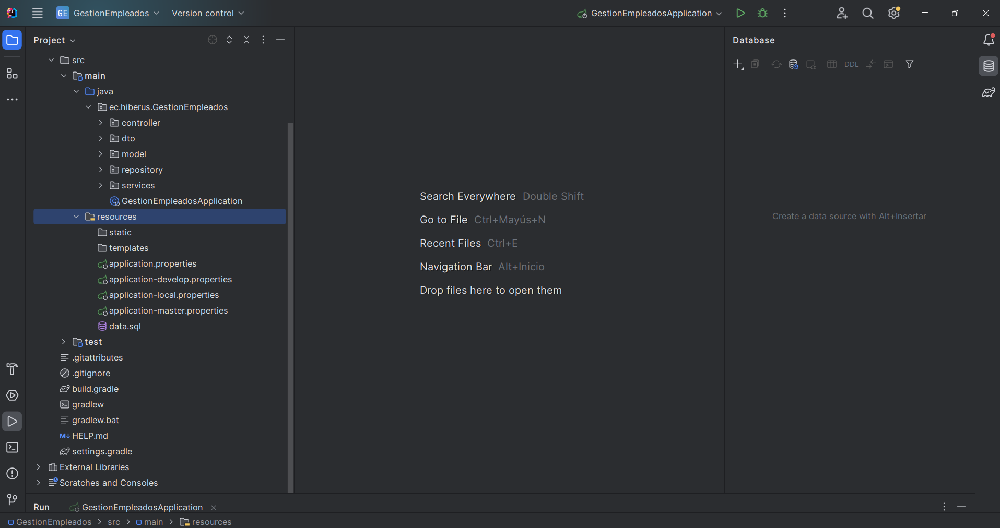 GE GestionEmpleados Version control GestionEmpleadosApplication
Project
src
main
java
ec.hiberus.GestionEmpleados
controller
dto
model
repository
services
GestionEmpleadosApplication
resources
static
templates
application.properties
application-develop.properties
application-local.properties
application-master.properties
data.sql
test
.gitattributes
.gitignore
build.gradle
gradlew
gradlew.bat
M↓ HELP.md
settings.gradle
External Libraries
Scratches and Consoles
Search Everywhere Double Shift
Go to File Ctrl+Mayús+N
Recent Files Ctrl+E
Navigation Bar Alt+Inicio
Drop files here to open them
Database
DDL
Create a data source with Alt+Insertar
Run GestionEmpleadosApplication
GestionEmpleados > src > main > resources